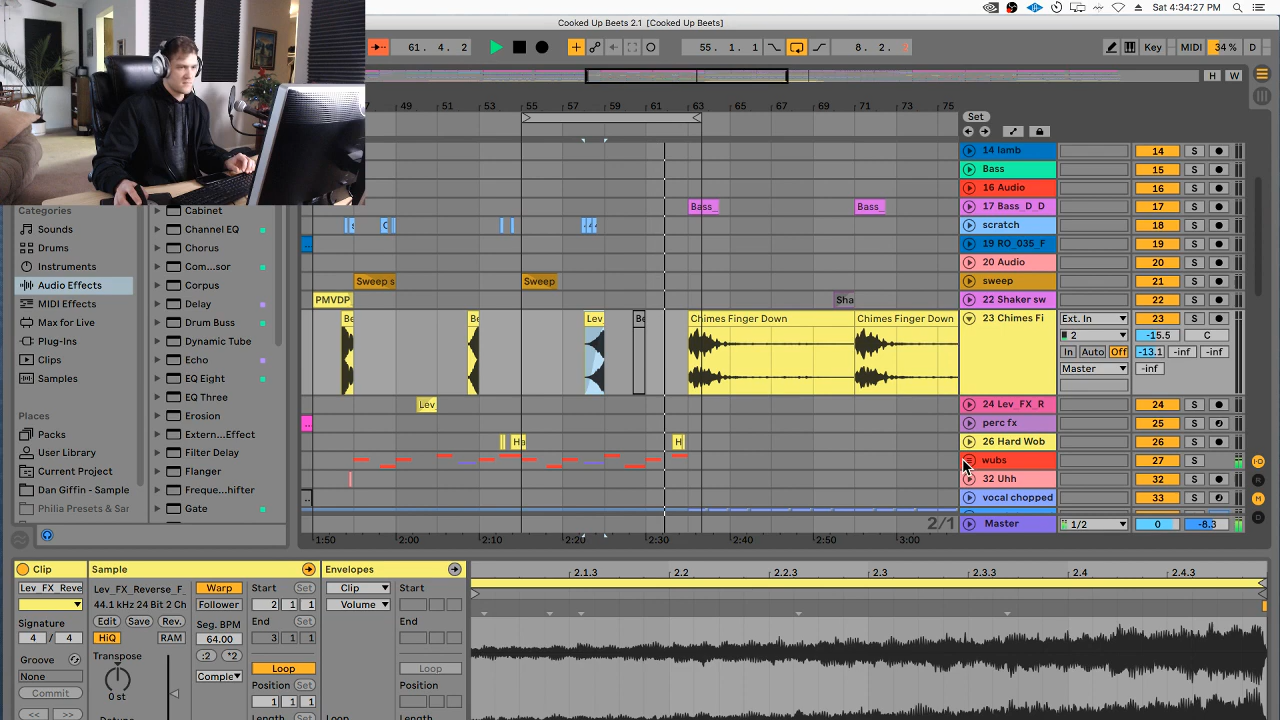 Sat 4:34:27 PM
Cooked Up Beets 2.1 [Cooked Up Beets]
61. 4. 2
55. 1. 1
8. 2. 2
Key
MIDI
D
H W
49 51 53 55 57 59 61 63 65 67 69 71 73 75
Set
Categories
Sounds
Drums
Instruments
Audio Effects
MIDI Effects
Max for Live
Plug-Ins
Clips
Samples
Places
Packs
User Library
Current Project
Dan Giffin - Sample
Philia Presets & Sar
Cabinet
Channel EQ
Chorus
Com...sor
Corpus
Delay
Drum Buss
Dynamic Tube
Echo
EQ Eight
EQ Three
Erosion
Extern...Effect
Filter Delay
Flanger
Freque...hifter
Gate
14 lamb 14 S
Bass 15 S
16 Audio 16 S
Bass_ Bass_ 17 Bass_D_D 17 S
scratch 18 S
19 RO_035_F 19 S
20 Audio 20 S
Sweep s Sweep sweep 21 S
PMVDP Sha 22 Shaker sw 22 S
Be Be Lev Be Chimes Finger Down Chimes Finger Down 23 Chimes Fi Ext. In 23 S
2 -15.5 C
In Auto Off -13.1 -inf -inf
Master -inf
Lev 24 Lev_FX_R 24 S
perc fx 25 S
Ha H 26 Hard Wob 26 S
wubs 27 S
32 Uhh 32 S
vocal chopped 33 S
2/1 Master 1/2 0 -8.3
1:50 2:00 2:10 2:20 2:30 2:40 2:50 3:00
Clip
Lev_FX_Reve
Signature
4 / 4
Groove
None
Commit
<< >>
Sample
Lev_FX_Reverse_F_
44.1 kHz 24 Bit 2 Ch
Edit Save Rev.
HiQ RAM
Transpose
0 st
Detune
Warp
Follower
Seg. BPM
64.00
:2 *2
Comple
Start Set
2 1 1
End Set
3 1 1
Loop
Position Set
1 1 1
Length Set
Envelopes
Clip
Volume
Loop
Start Set
End
Loop
Position
Length
2.1.3 2.2 2.2.3 2.3 2.3.3 2.4 2.4.3